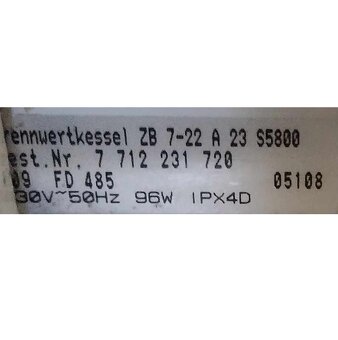 rennwertkessel ZB 7-22 A 23 S5800
est.Nr. 7 712 231 720
09 FD 485 05108
30V~50Hz 96W IPX4D